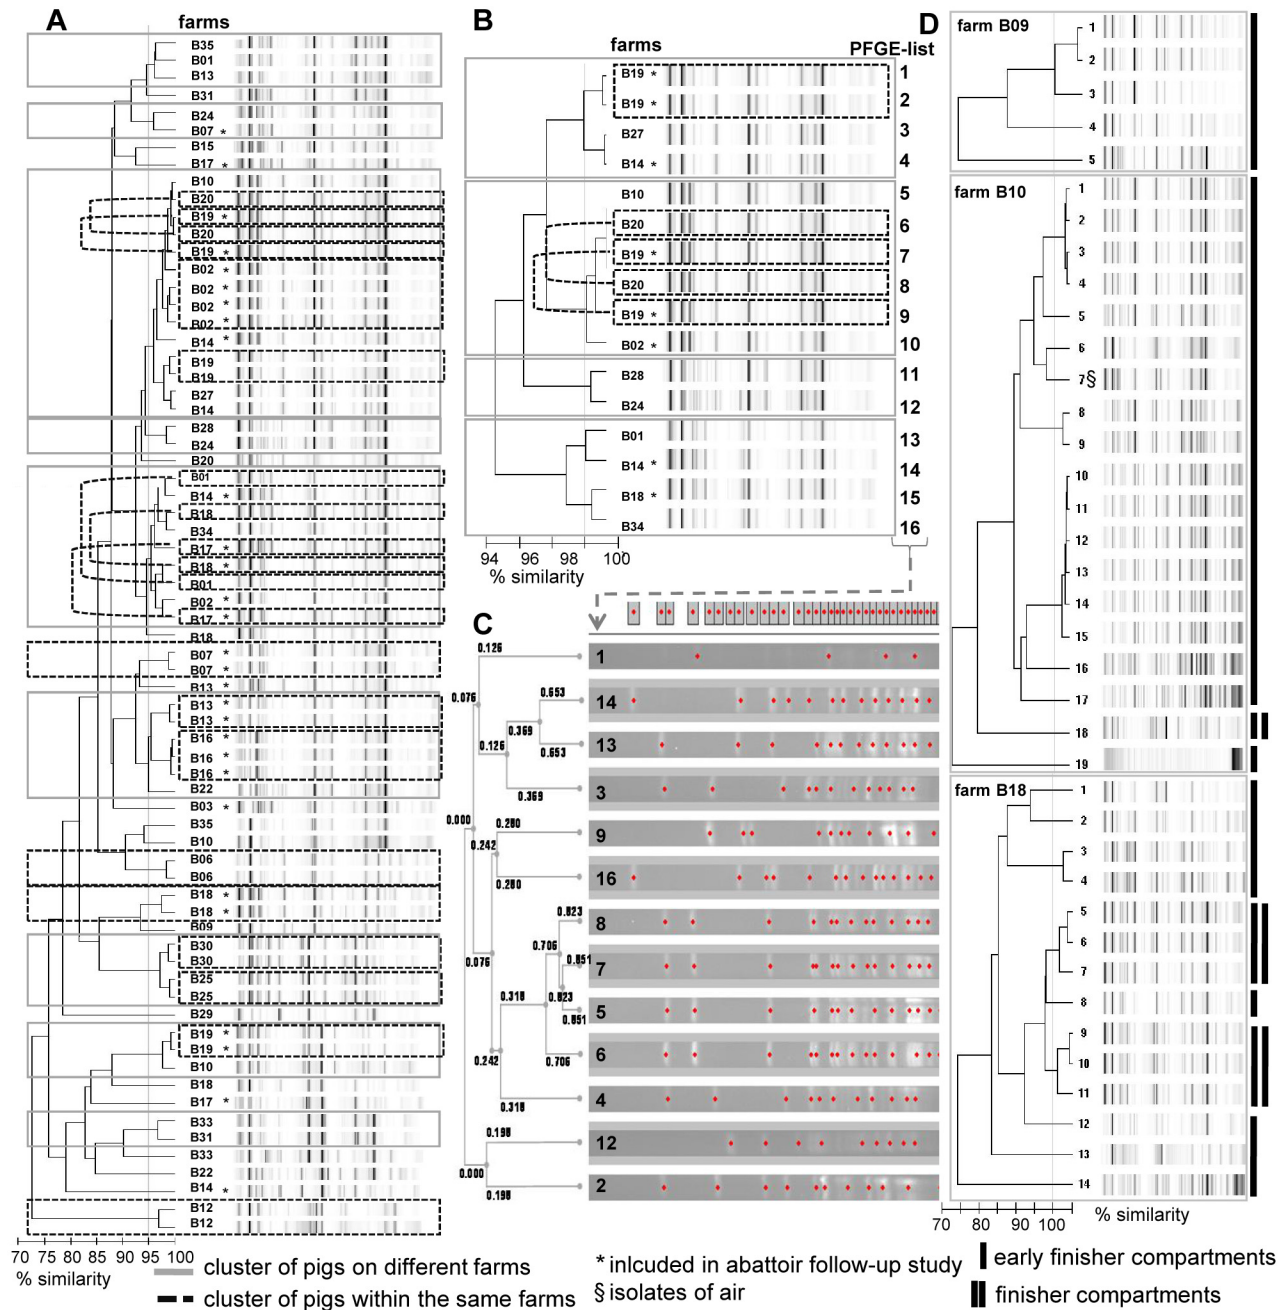 A
farms
B35
B01
B13
B31
B24
B07 *
B15
B17 *
B10
B20
B19 *
B20
B19 *
B02 *
B02 *
B02 *
B02 *
B14 *
B19
B19
B27
B14
B28
B24
B20
B01
B14 *
B18
B34
B17 *
B18 *
B01
B02 *
B17 *
B18
B07 *
B07 *
B13 *
B13 *
B13 *
B16 *
B16 *
B16 *
B22
B03 *
B35
B10
B06
B06
B18 *
B18 *
B09
B30
B30
B25
B25
B29
B19 *
B19 *
B10
B18
B17 *
B33
B31
B33
B22
B14 *
B12
B12
70 75 80 85 90 95 100
% similarity
B
farms PFGE-list
B19 * 1
B19 * 2
B27 3
B14 * 4
B10 5
B20 6
B19 * 7
B20 8
B19 * 9
B02 * 10
B28 11
B24 12
B01 13
B14 * 14
B18 * 15
B34 16
94 96 98 100
% similarity
C
0.126
1
0.076
0.653
14
0.369
0.126
0.653
13
0.369
3
0.000
0.280
9
0.242
0.280
16
0.823
8
0.706
0.851
7
0.076
0.823
0.318
0.851
5
0.706
6
0.242
0.318
4
0.198
12
0.000
0.198
2
D
farm B09
1
2
3
4
5
farm B10
1
2
3
4
5
6
7§
8
9
10
11
12
13
14
15
16
17
18
19
farm B18
1
2
3
4
5
6
7
8
9
10
11
12
13
14
70 80 90 100
% similarity
cluster of pigs on different farms
cluster of pigs within the same farms
* inlcuded in abattoir follow-up study
§ isolates of air
early finisher compartments
finisher compartments